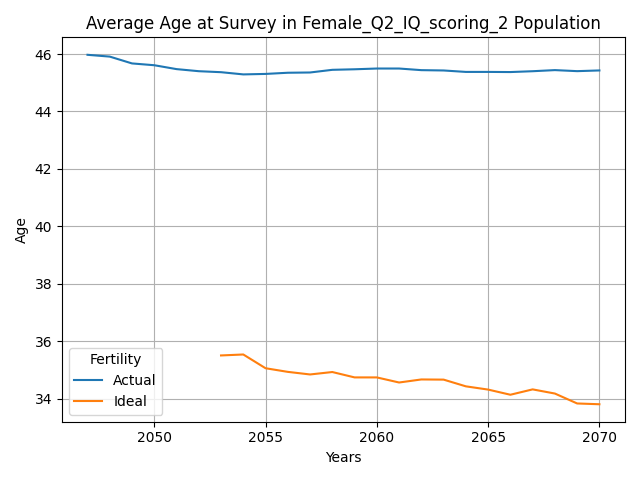 Average Age at Survey in Female_Q2_IQ_scoring_2 Population
46
44
42
40
38
36
34
Age
Fertility
Actual
Ideal
2050 2055 2060 2065 2070
Years